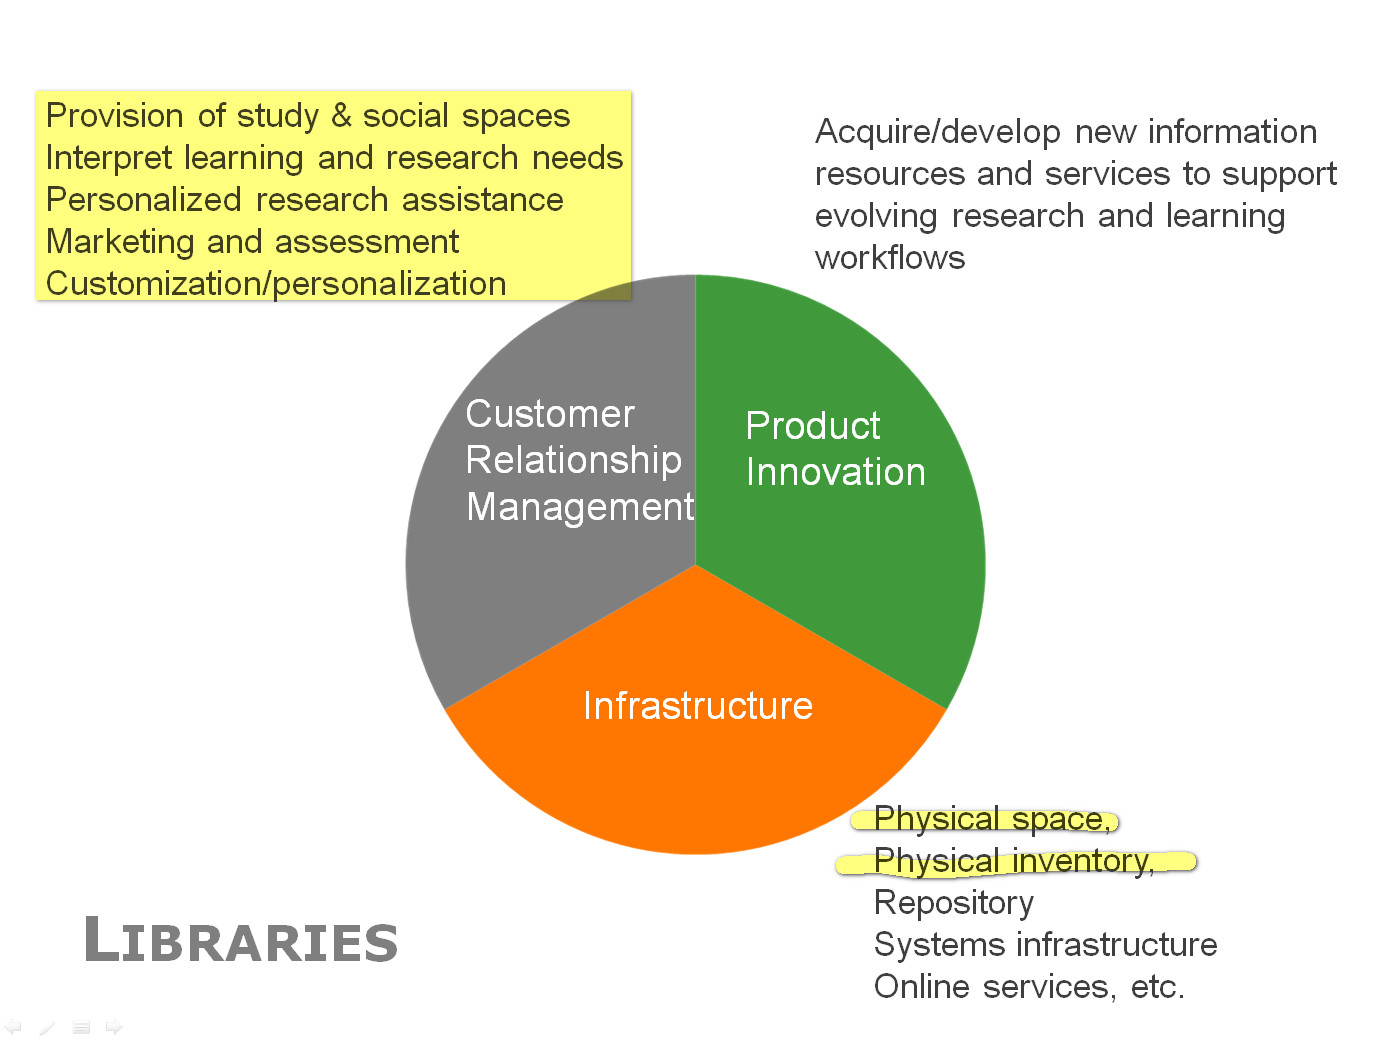 Provision of study & social spaces
Interpret learning and research needs
Personalized research assistance
Marketing and assessment
Customization/personalization
Acquire/develop new information
resources and services to support
evolving research and learning
workflows
Customer
Relationship
Management
Product
Innovation
Infrastructure
Physical space,
Physical inventory,
Repository
Systems infrastructure
Online services, etc.
LIBRARIES